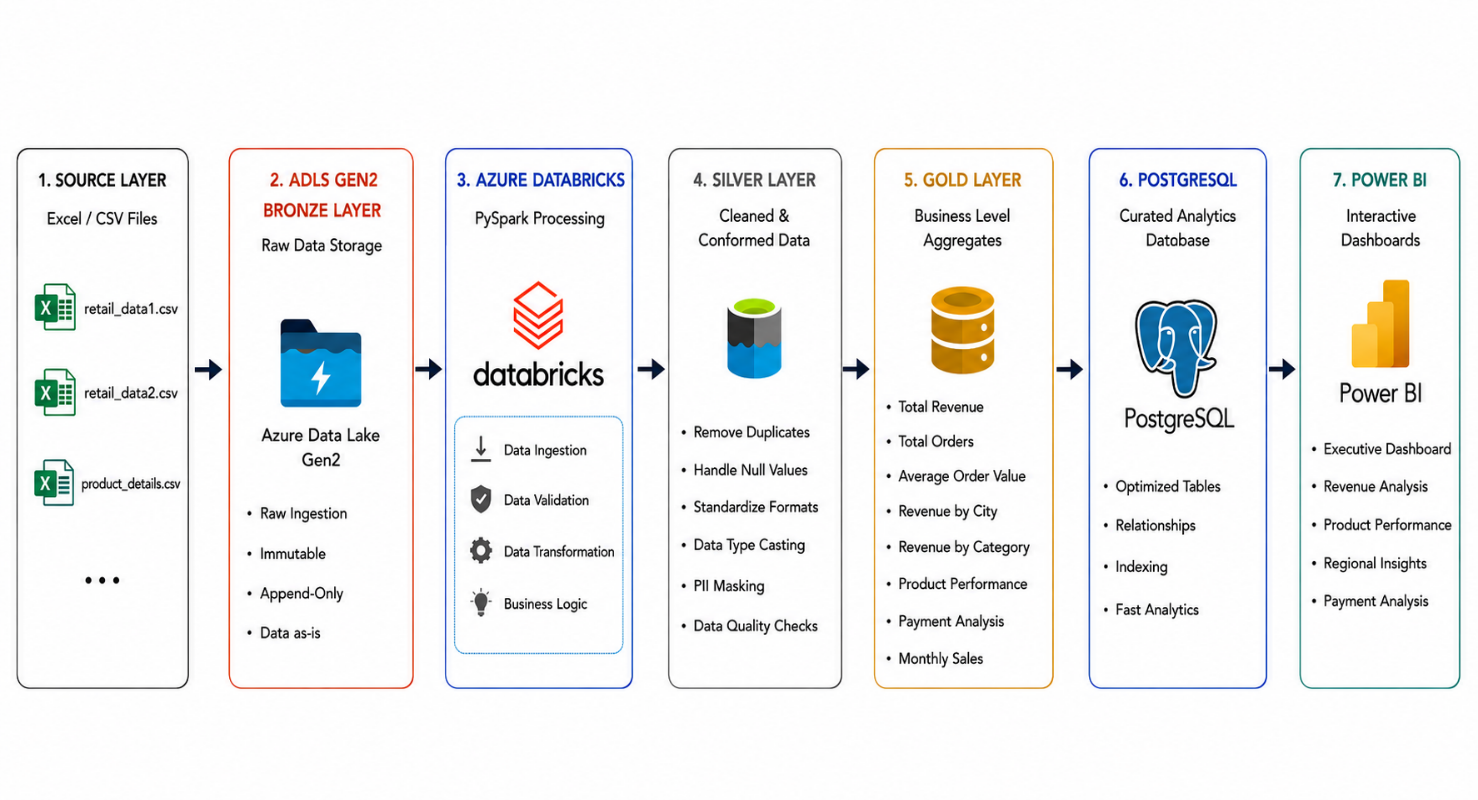 1. SOURCE LAYER
Excel / CSV Files
X
retail_data1.csv
X
retail_data2.csv
X
product_details.csv
...
2. ADLS GEN2
BRONZE LAYER
Raw Data Storage
Azure Data Lake
Gen2
• Raw Ingestion
• Immutable
• Append-Only
• Data as-is
3. AZURE DATABRICKS
PySpark Processing
databricks
Data Ingestion
Data Validation
Data Transformation
Business Logic
4. SILVER LAYER
Cleaned &
Conformed Data
• Remove Duplicates
• Handle Null Values
• Standardize Formats
• Data Type Casting
• PII Masking
• Data Quality Checks
5. GOLD LAYER
Business Level
Aggregates
• Total Revenue
• Total Orders
• Average Order Value
• Revenue by City
• Revenue by Category
• Product Performance
• Payment Analysis
• Monthly Sales
6. POSTGRESQL
Curated Analytics
Database
PostgreSQL
• Optimized Tables
• Relationships
• Indexing
• Fast Analytics
7. POWER BI
Interactive
Dashboards
Power BI
• Executive Dashboard
• Revenue Analysis
• Product Performance
• Regional Insights
• Payment Analysis